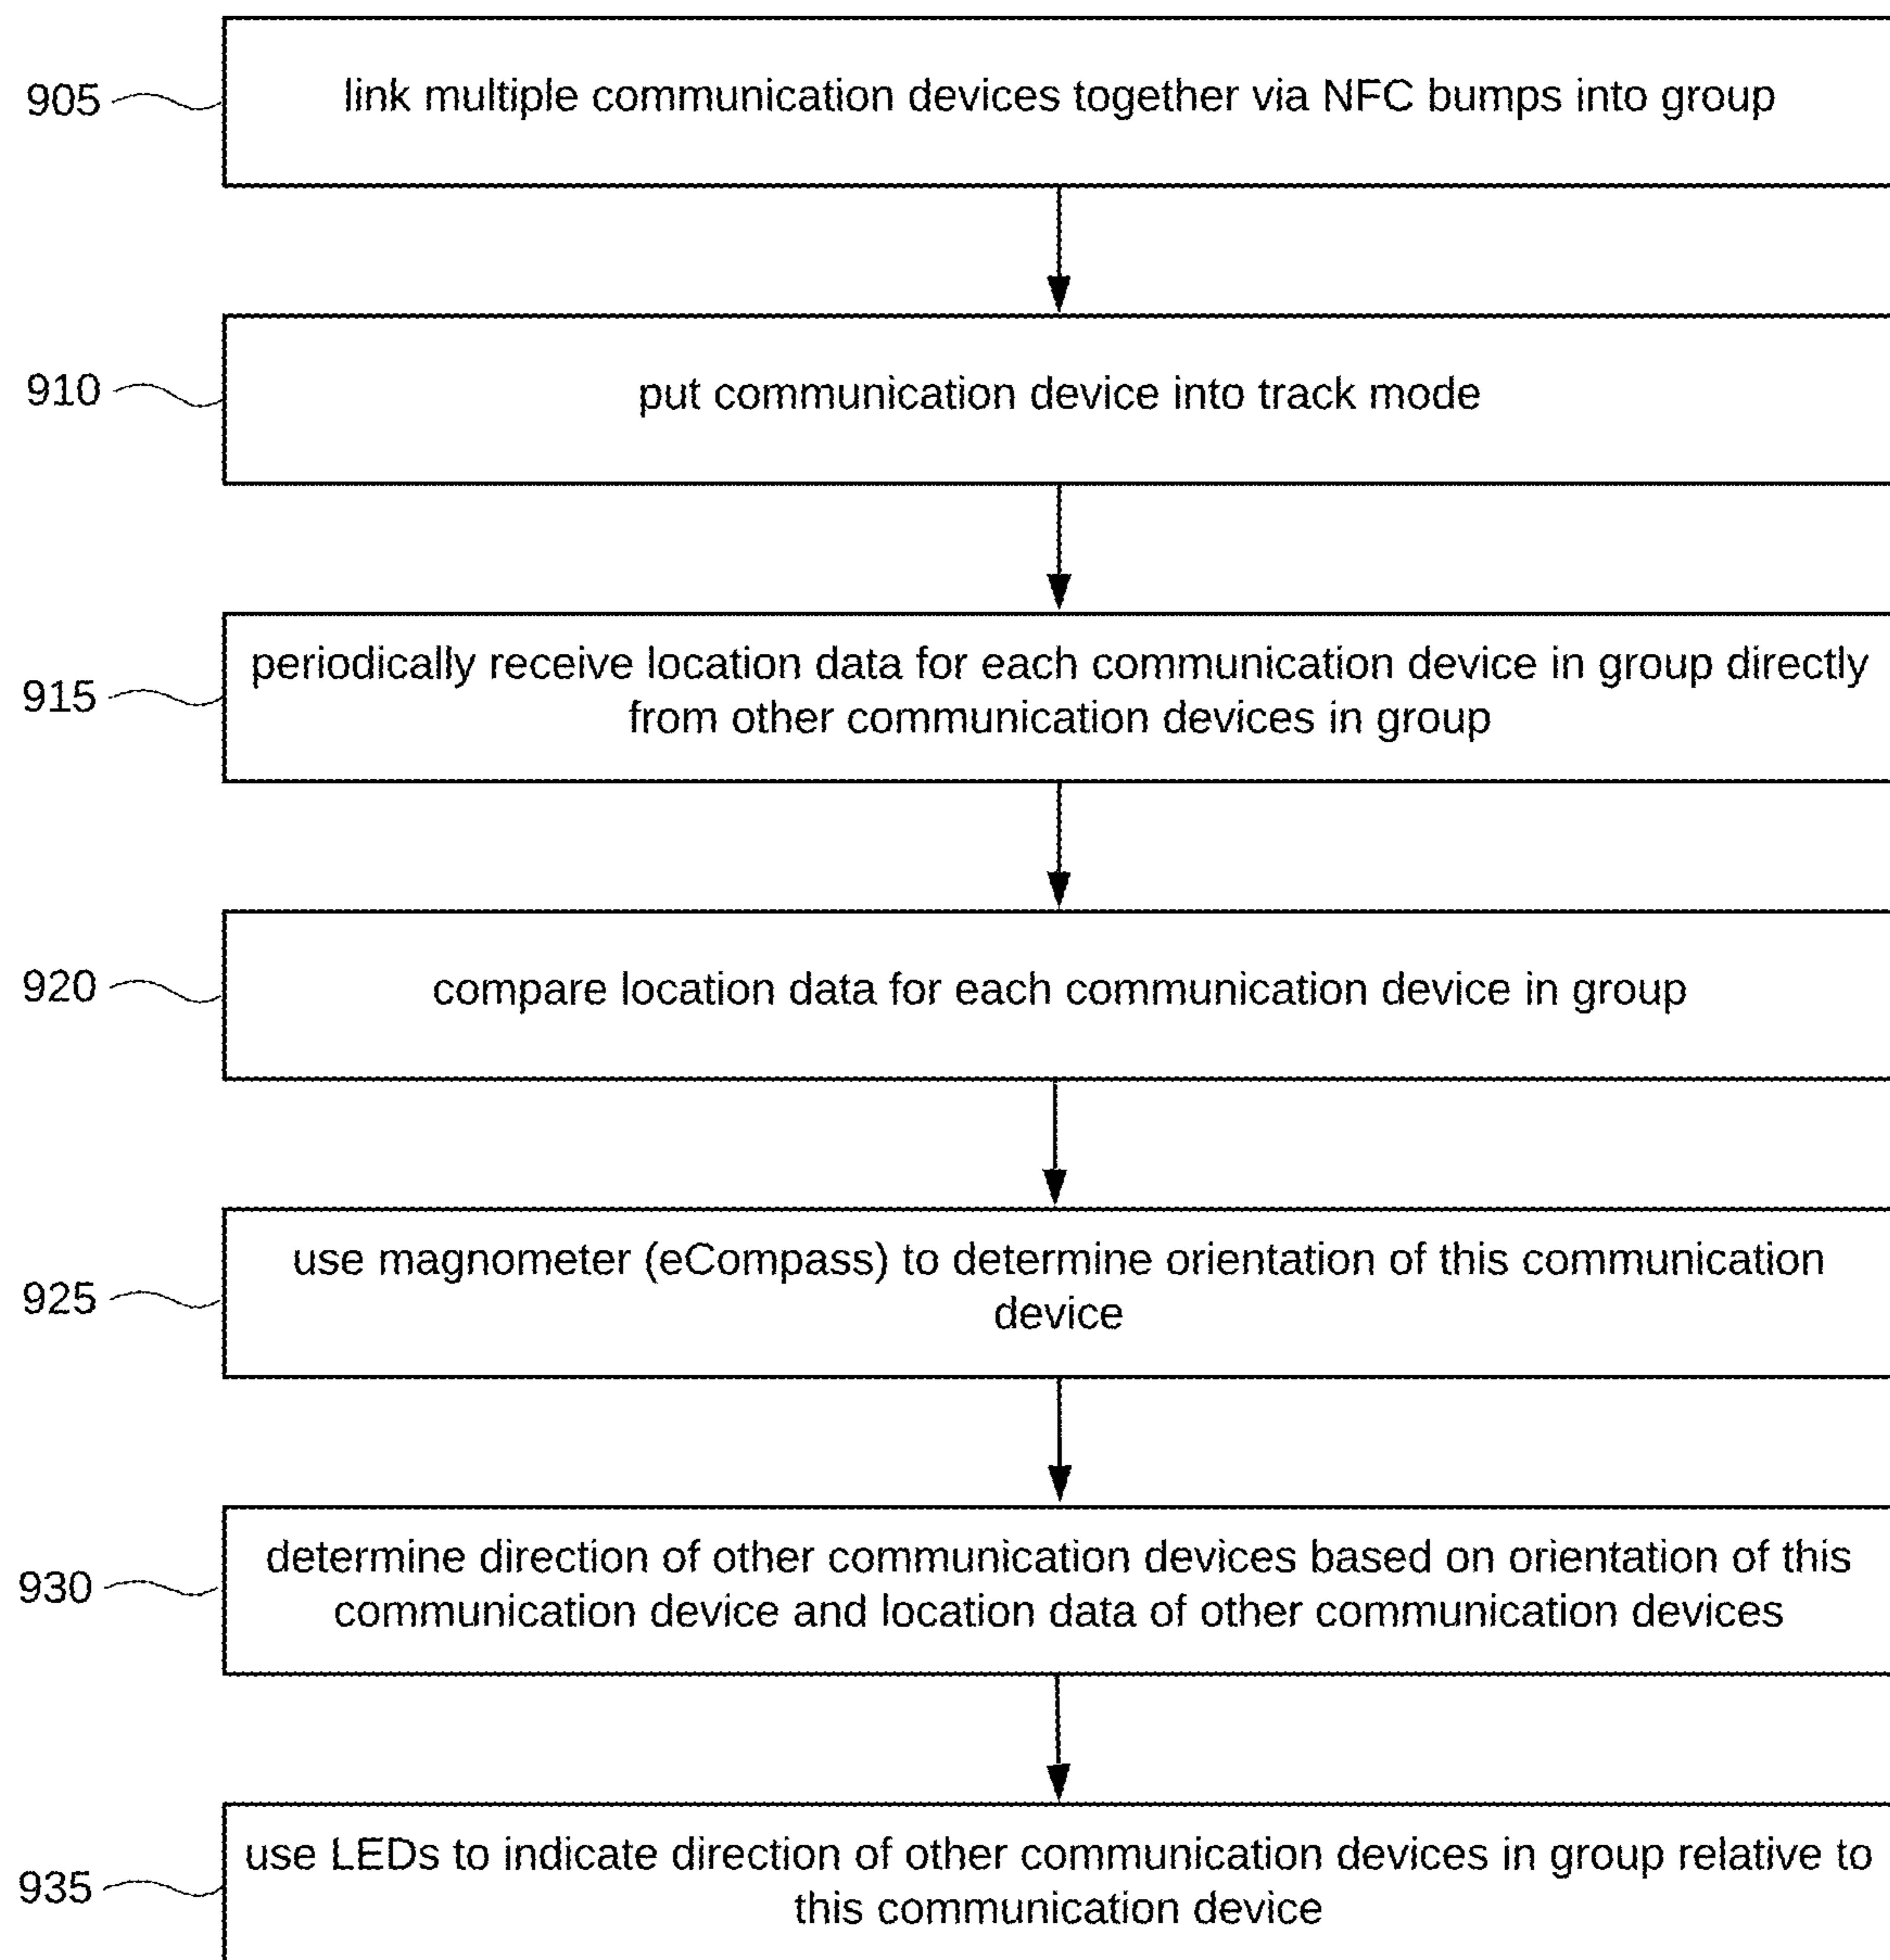 905
link multiple communication devices together via NFC bumps into group
910
put communication device into track mode
915
periodically receive location data for each communication device in group directly
from other communication devices in group
920
compare location data for each communication device in group
925
use magnometer (eCompass) to determine orientation of this communication
device
930
determine direction of other communication devices based on orientation of this
communication device and location data of other communication devices
935
use LEDs to indicate direction of other communication devices in group relative to
this communication device